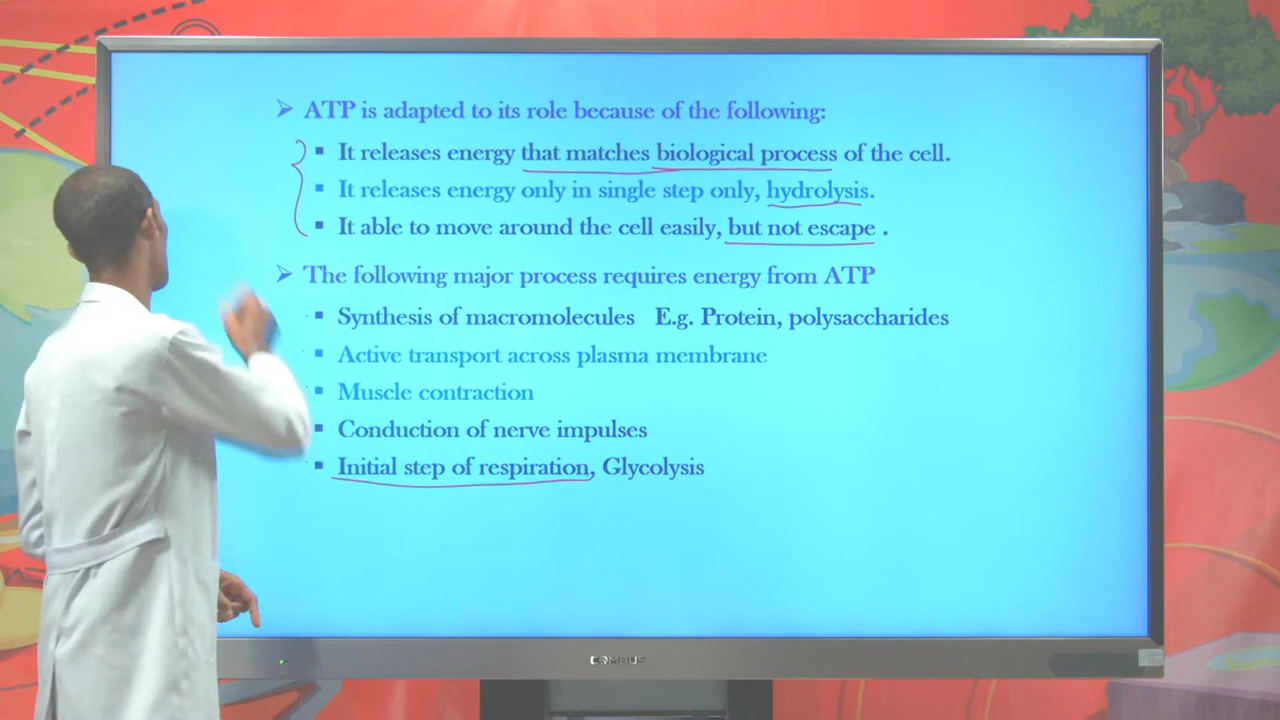 ATP is adapted to its role because of the following:
It releases energy that matches biological process of the cell.
It releases energy only in single step only, hydrolysis.
It able to move around the cell easily, but not escape .
The following major process requires energy from ATP
Synthesis of macromolecules E.g. Protein, polysaccharides
Active transport across plasma membrane
Muscle contraction
Conduction of nerve impulses
Initial step of respiration, Glycolysis